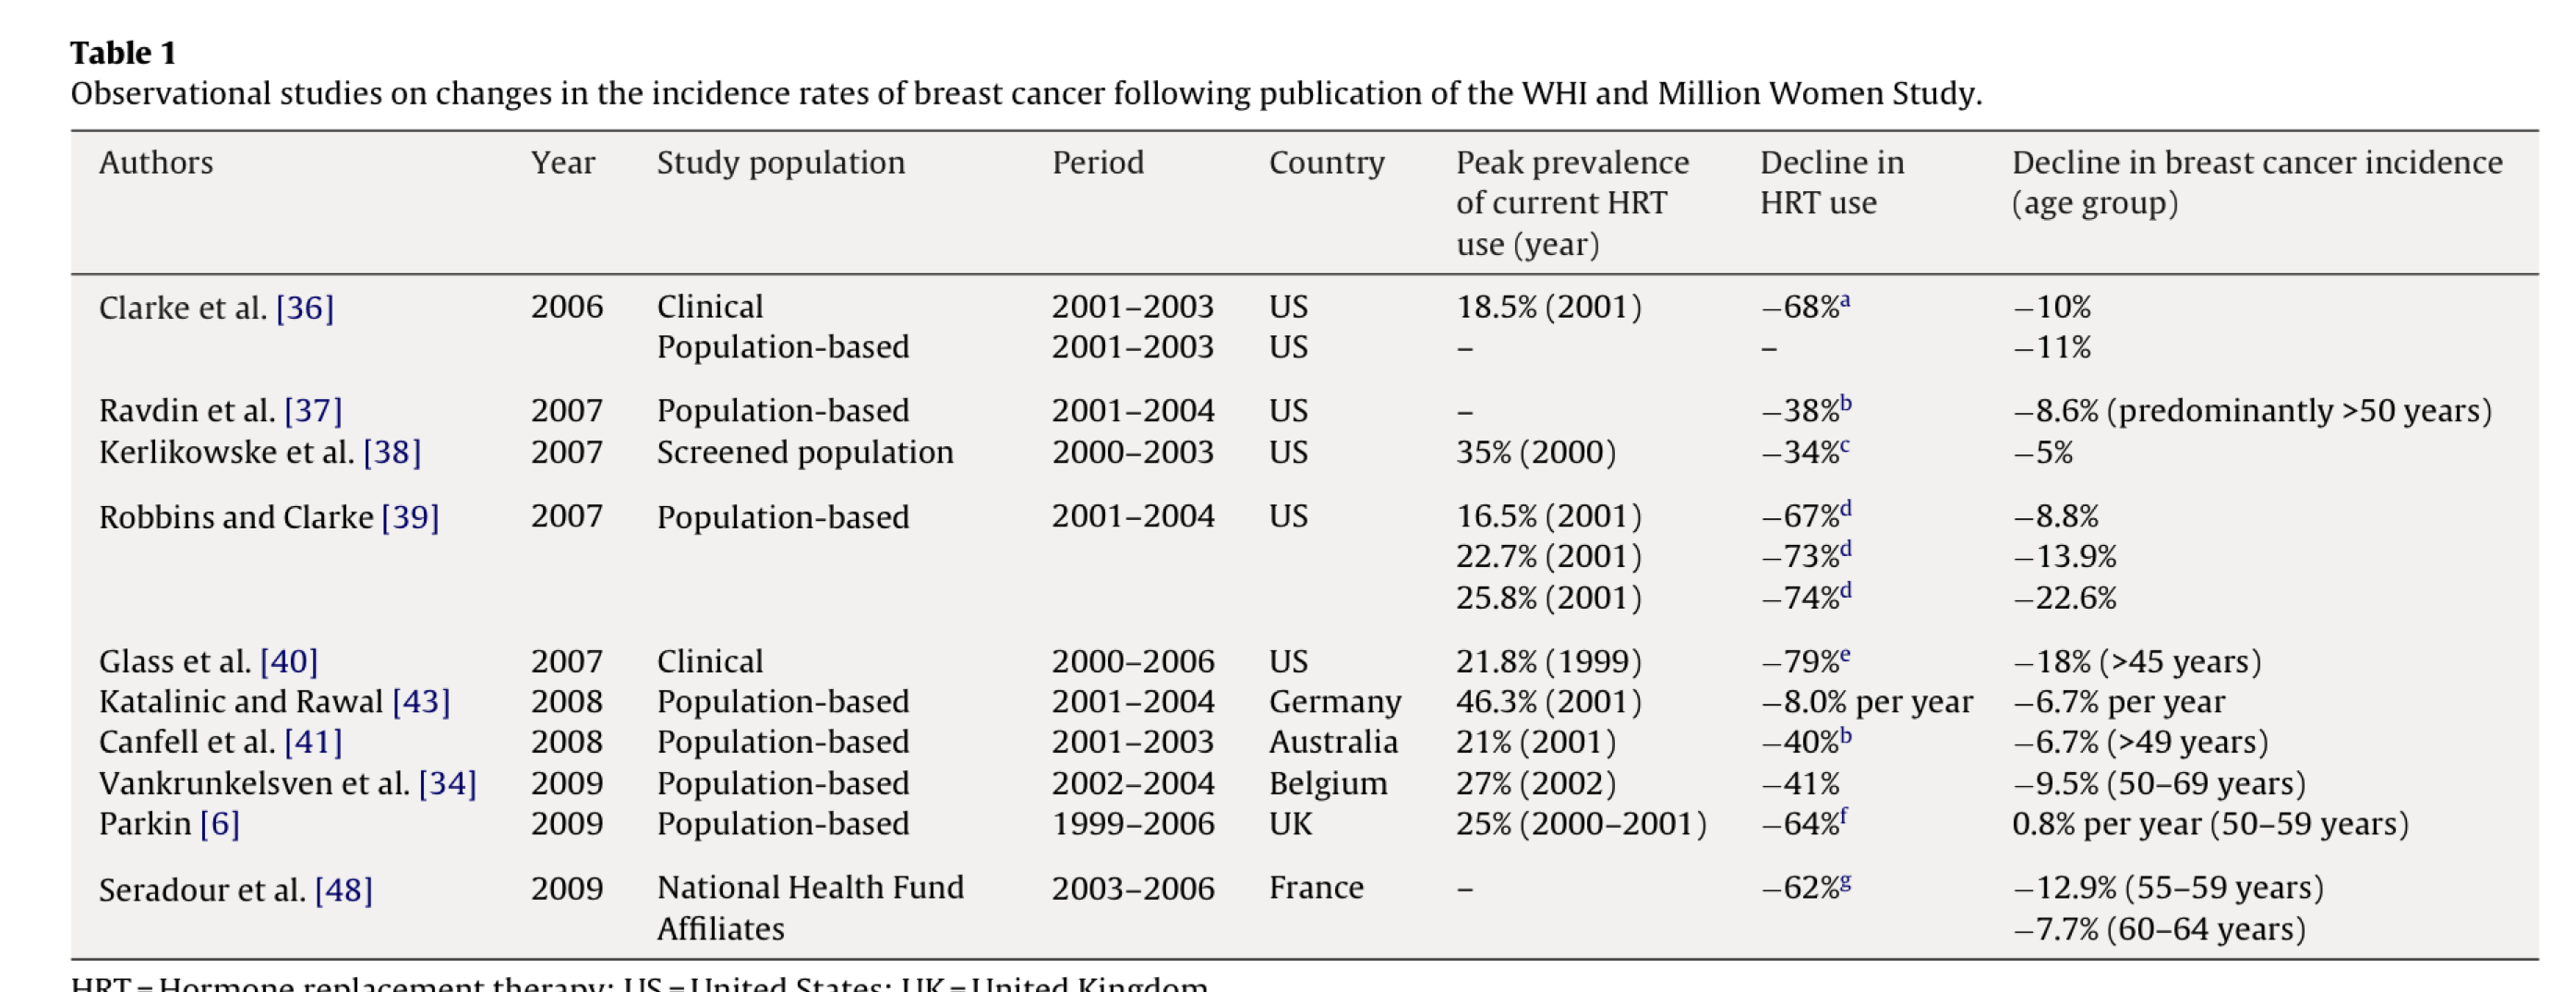 Table 1
Observational studies on changes in the incidence rates of breast cancer following publication of the WHI and Million Women Study.
Authors Year Study population Period Country Peak prevalence of current HRT use (year) Decline in HRT use Decline in breast cancer incidence (age group)
Clarke et al. [36] 2006 Clinical 2001–2003 US 18.5% (2001) −68%a −10%
Population-based 2001–2003 US – – −11%
Ravdin et al. [37] 2007 Population-based 2001–2004 US – −38%b −8.6% (predominantly >50 years)
Kerlikowske et al. [38] 2007 Screened population 2000–2003 US 35% (2000) −34%c −5%
Robbins and Clarke [39] 2007 Population-based 2001–2004 US 16.5% (2001) −67%d −8.8%
22.7% (2001) −73%d −13.9%
25.8% (2001) −74%d −22.6%
Glass et al. [40] 2007 Clinical 2000–2006 US 21.8% (1999) −79%e −18% (>45 years)
Katalinic and Rawal [43] 2008 Population-based 2001–2004 Germany 46.3% (2001) −8.0% per year −6.7% per year
Canfell et al. [41] 2008 Population-based 2001–2003 Australia 21% (2001) −40%b −6.7% (>49 years)
Vankrunkelsven et al. [34] 2009 Population-based 2002–2004 Belgium 27% (2002) −41% −9.5% (50–69 years)
Parkin [6] 2009 Population-based 1999–2006 UK 25% (2000–2001) −64%f 0.8% per year (50–59 years)
Seradour et al. [48] 2009 National Health Fund 2003–2006 France – −62%g −12.9% (55–59 years)
Affiliates −7.7% (60–64 years)
HRT = Hormone replacement therapy; US = United States; UK = United Kingdom